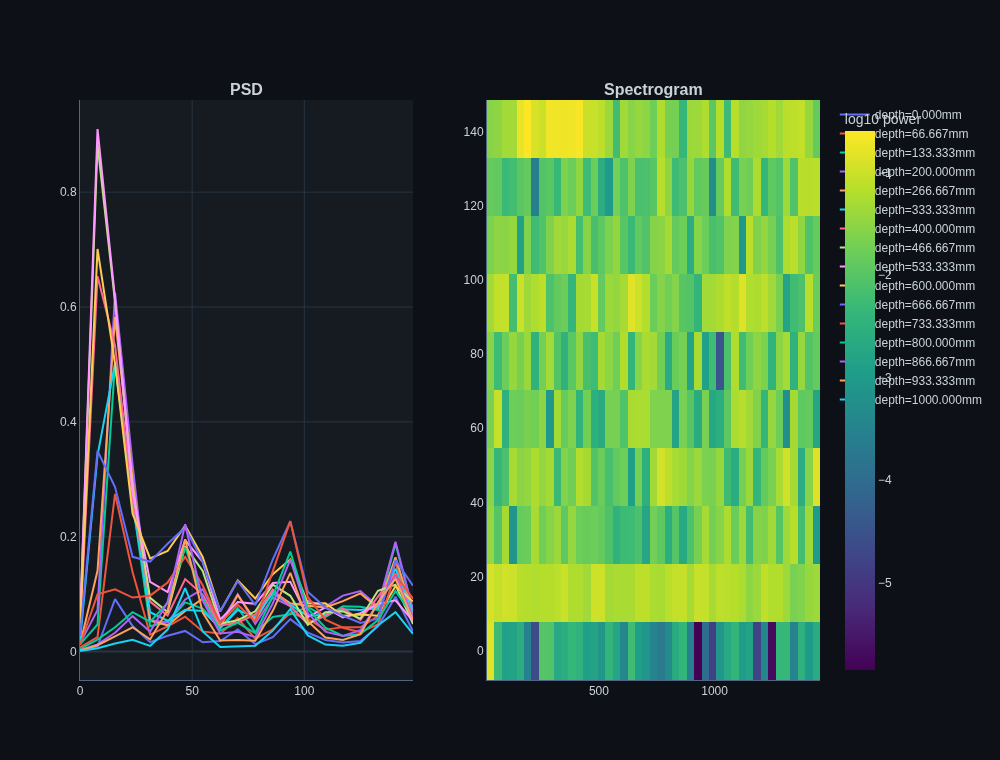 PSD
Spectrogram
0.8
0.6
0.4
0.2
0
0
50
100
140
120
100
80
60
40
20
0
500
1000
log10 power
−2
−3
−4
−5
depth=0.000mm
depth=66.667mm
depth=133.333mm
depth=200.000mm
depth=266.667mm
depth=333.333mm
depth=400.000mm
depth=466.667mm
depth=533.333mm
depth=600.000mm
depth=666.667mm
depth=733.333mm
depth=800.000mm
depth=866.667mm
depth=933.333mm
depth=1000.000mm